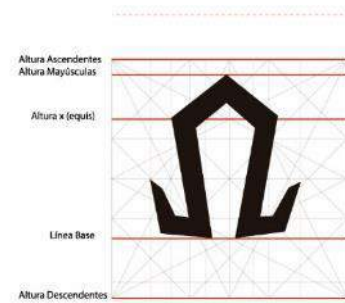 Altura Ascendentes
Altura Mayúsculas
Altura x (equis)
Línea Base
Altura Descendentes